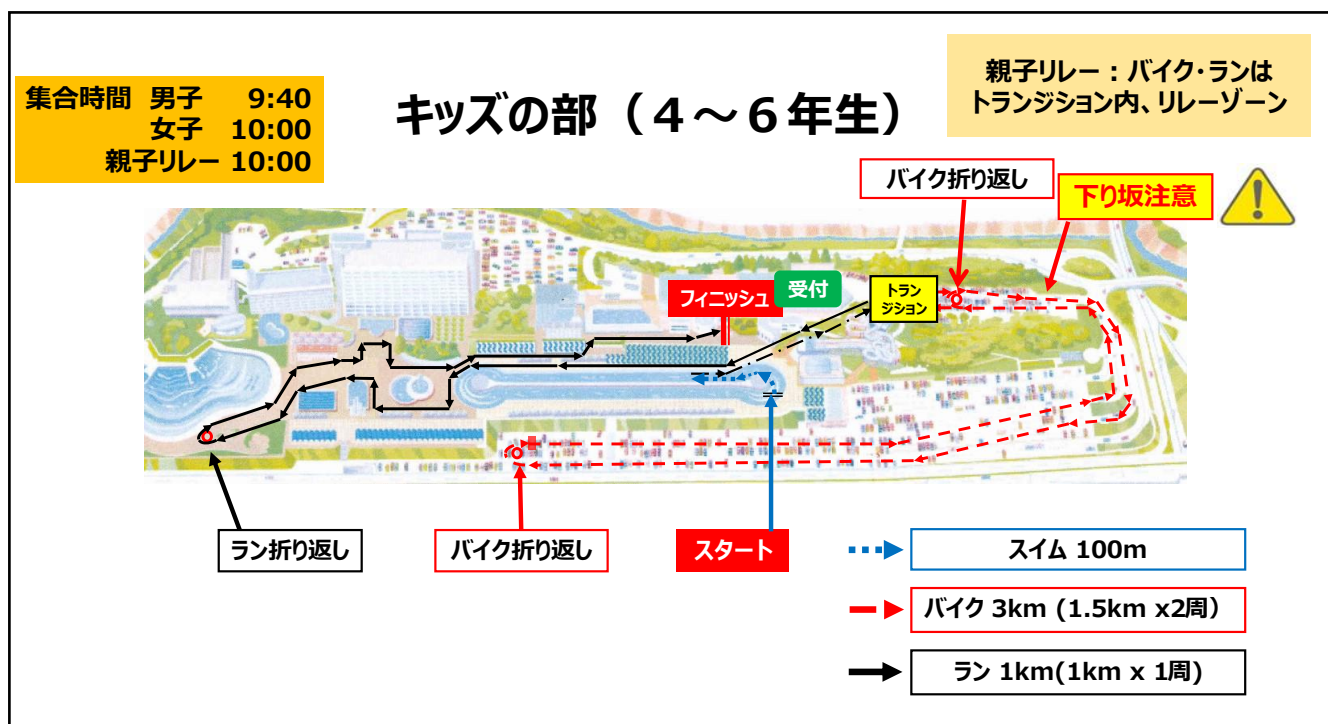 集合時間 男子 9:40
女子 10:00
親子リレー 10:00
キッズの部（４～６年生）
親子リレー：バイク・ランは
トランジション内、リレーゾーン
バイク折り返し
下り坂注意
フィニッシュ
受付
トラン
ジション
ラン折り返し
バイク折り返し
スタート
スイム 100m
バイク 3km (1.5km x2周）
ラン 1km(1km x 1周)